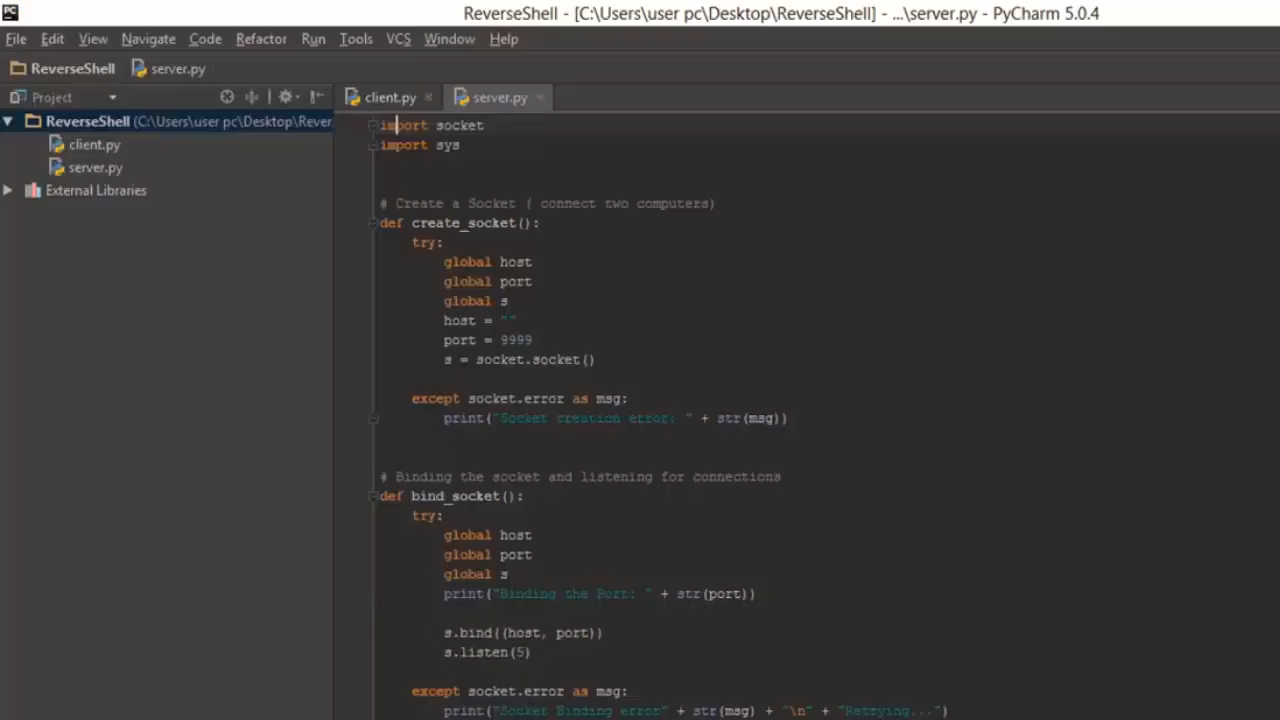 PC
ReverseShell - [C:\Users\user pc\Desktop\ReverseShell] - ...\server.py - PyCharm 5.0.4
File Edit View Navigate Code Refactor Run Tools VCS Window Help
ReverseShell server.py
Project client.py server.py
ReverseShell (C:\Users\user pc\Desktop\Rever
client.py
server.py
External Libraries
import socket
import sys
# Create a Socket ( connect two computers)
def create_socket():
try:
global host
global port
global s
host = ""
port = 9999
s = socket.socket()
except socket.error as msg:
print("Socket creation error: " + str(msg))
# Binding the socket and listening for connections
def bind_socket():
try:
global host
global port
global s
print("Binding the Port: " + str(port))
s.bind((host, port))
s.listen(5)
except socket.error as msg:
print("Socket Binding error" + str(msg) + "\n" + "Retrying...")